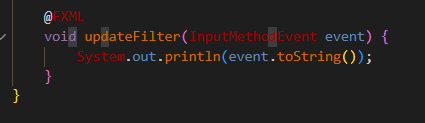 @FXML
void updateFilter(InputMethodEvent event) {
System.out.println(event.toString());
}
}